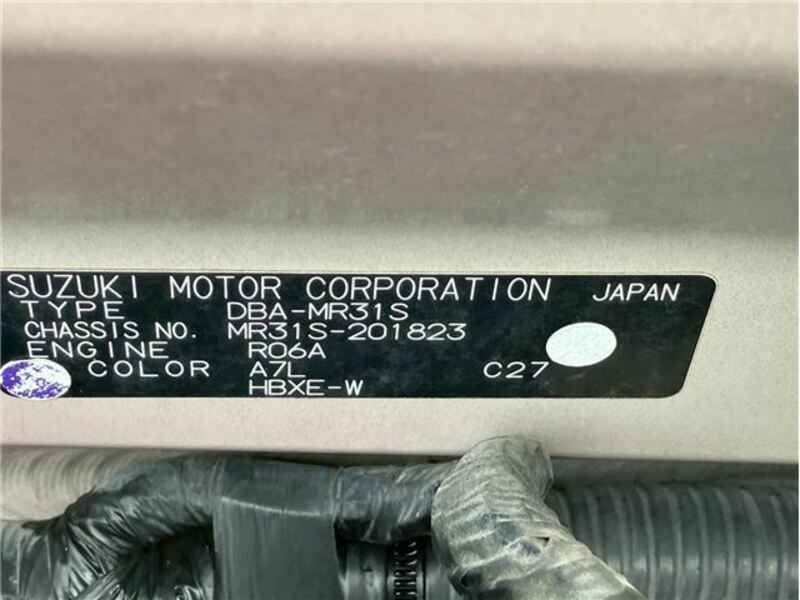 SUZUKI MOTOR CORPORATION JAPAN
TYPE DBA-MR31S
CHASSIS NO. MR31S-201823
ENGINE R06A
COLOR A7L C27
HBXE-W